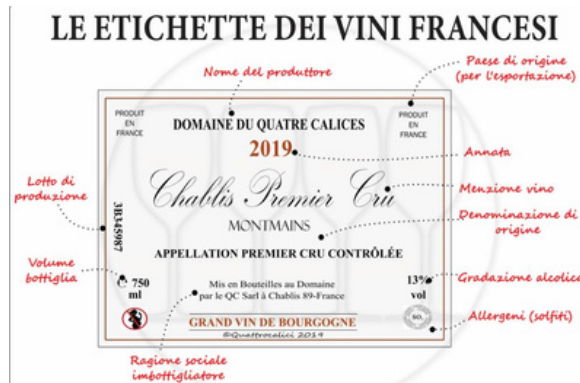 LE ETICHETTE DEI VINI FRANCESI
Nome del produttore
Paese di origine
(per l'esportazione)
PRODUIT
EN
FRANCE
DOMAINE DU QUATRE CALICES
PRODUIT
EN
FRANCE
2019
Annata
Lotto di
produzione
3B345987
Chablis Premier Cru
Menzione vino
MONTMAINS
Denominazione di
origine
APPELLATION PREMIER CRU CONTRÔLÉE
Volume
bottiglia
750
ml
Mis en Bouteilles au Domaine
par le QC Sarl à Chablis 89-France
13%
vol
Gradazione alcolica
GRAND VIN DE BOURGOGNE
©Quattrocalici 2019
SO₂
Allergeni (solfiti)
Ragione sociale
imbottigliatore